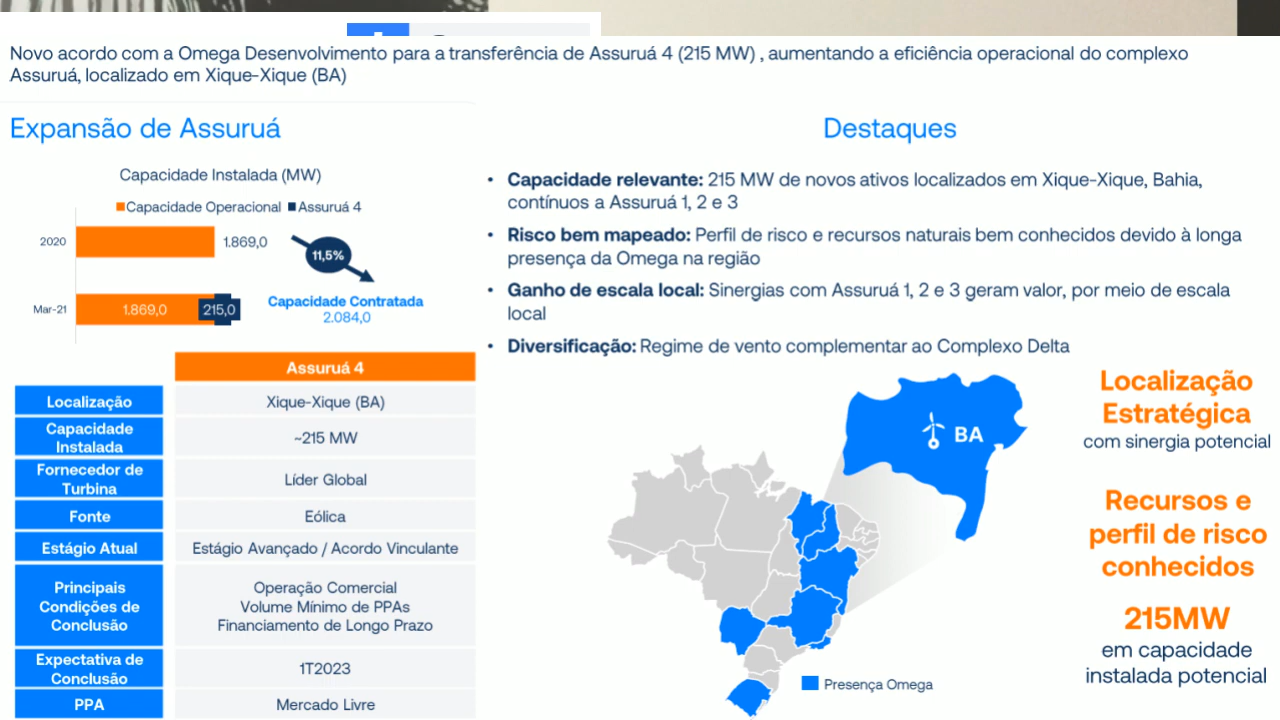 Novo acordo com a Omega Desenvolvimento para a transferência de Assuruá 4 (215 MW) , aumentando a eficiência operacional do complexo
Assuruá, localizado em Xique-Xique (BA)
Expansão de Assuruá
Capacidade Instalada (MW)
Capacidade Operacional Assuruá 4
2020
1.869,0
11,5%
Mar-21
1.869,0
215,0
Capacidade Contratada
2.084,0
Assuruá 4
Localização
Xique-Xique (BA)
Capacidade
Instalada
~215 MW
Fornecedor de
Turbina
Líder Global
Fonte
Eólica
Estágio Atual
Estágio Avançado / Acordo Vinculante
Principais
Condições de
Conclusão
Operação Comercial
Volume Mínimo de PPAs
Financiamento de Longo Prazo
Expectativa de
Conclusão
1T2023
PPA
Mercado Livre
Destaques
• Capacidade relevante: 215 MW de novos ativos localizados em Xique-Xique, Bahia,
contínuos a Assuruá 1, 2 e 3
• Risco bem mapeado: Perfil de risco e recursos naturais bem conhecidos devido à longa
presença da Omega na região
• Ganho de escala local: Sinergias com Assuruá 1, 2 e 3 geram valor, por meio de escala
local
• Diversificação: Regime de vento complementar ao Complexo Delta
BA
Presença Omega
Localização
Estratégica
com sinergia potencial
Recursos e
perfil de risco
conhecidos
215MW
em capacidade
instalada potencial